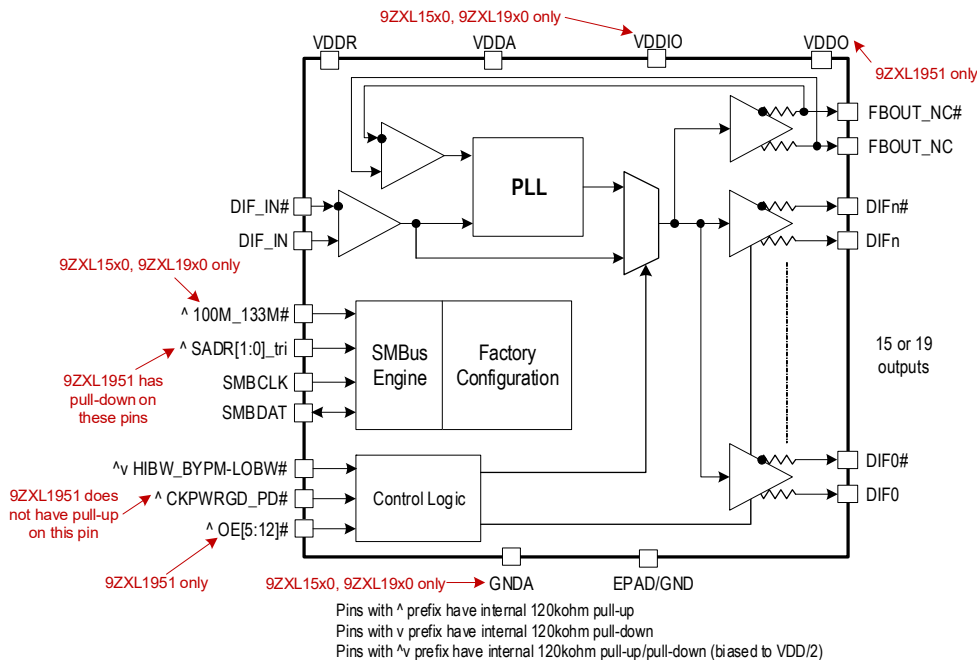 9ZXL15x0, 9ZXL19x0 only
VDDR
VDDA
VDDIO
VDDO
9ZXL1951 only
FBOUT_NC#
FBOUT_NC
PLL
DIF_IN#
DIF_IN
DIFn#
DIFn
9ZXL15x0, 9ZXL19x0 only
^ 100M_133M#
^ SADR[1:0]_tri
9ZXL1951 has
pull-down on
these pins
SMBCLK
SMBDAT
SMBus
Engine
Factory
Configuration
15 or 19
outputs
^v HIBW_BYPM-LOBW#
9ZXL1951 does
not have pull-up
on this pin
^ CKPWRGD_PD#
^ OE[5:12]#
9ZXL1951 only
Control Logic
DIF0#
DIF0
9ZXL15x0, 9ZXL19x0 only
GNDA
EPAD/GND
Pins with ^ prefix have internal 120kohm pull-up
Pins with v prefix have internal 120kohm pull-down
Pins with ^v prefix have internal 120kohm pull-up/pull-down (biased to VDD/2)